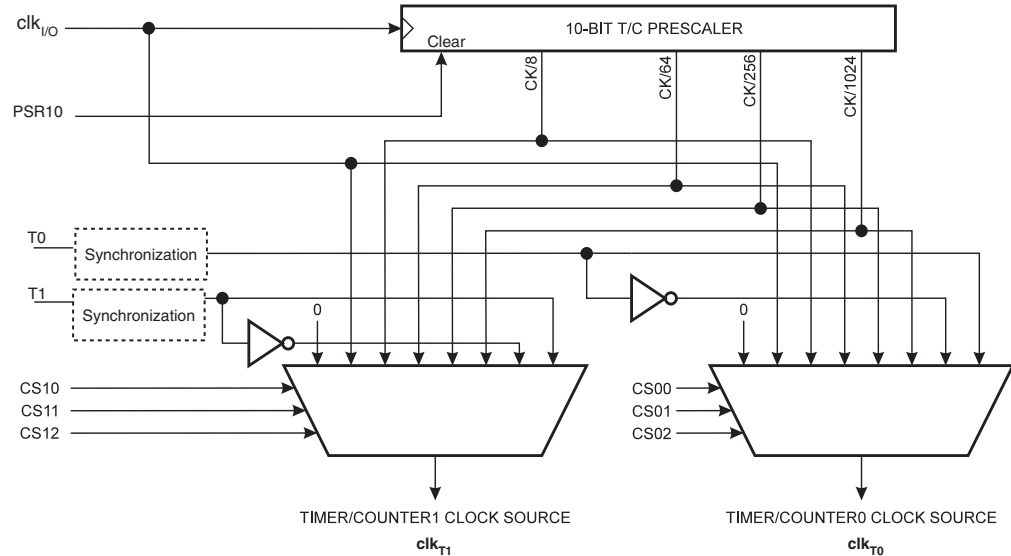 clkI/O
10-BIT T/C PRESCALER
Clear
PSR10
CK/8
CK/64
CK/256
CK/1024
T0
Synchronization
T1
Synchronization
0
0
CS10
CS11
CS12
CS00
CS01
CS02
TIMER/COUNTER1 CLOCK SOURCE
clkT1
TIMER/COUNTER0 CLOCK SOURCE
clkT0